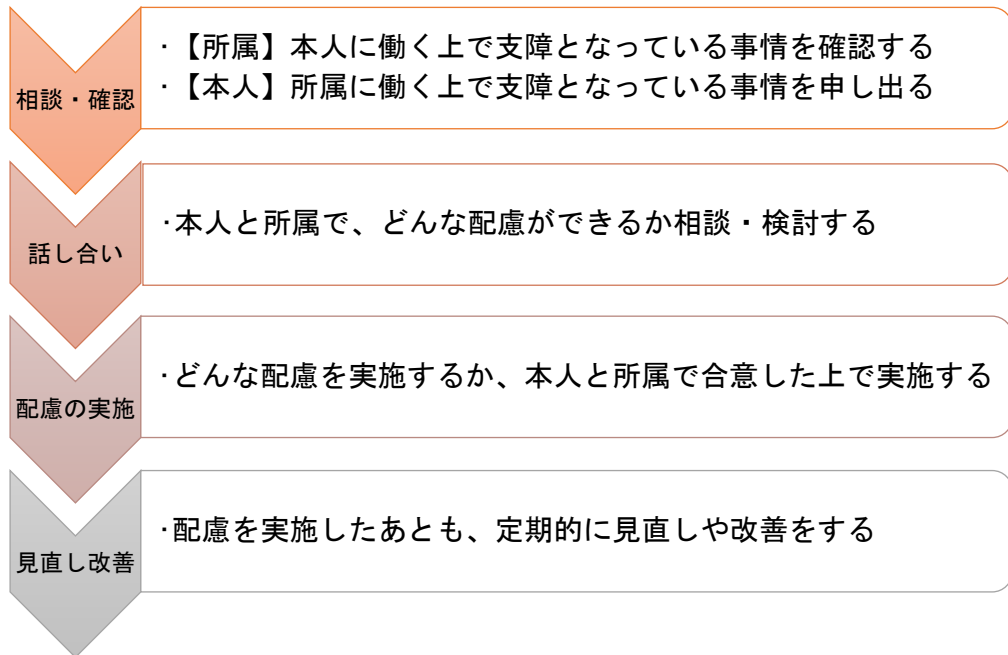 相談・確認
・【所属】本人に働く上で支障となっている事情を確認する
・【本人】所属に働く上で支障となっている事情を申し出る
話し合い
・本人と所属で、どんな配慮ができるか相談・検討する
配慮の実施
・どんな配慮を実施するか、本人と所属で合意した上で実施する
見直し改善
・配慮を実施したあとも、定期的に見直しや改善をする